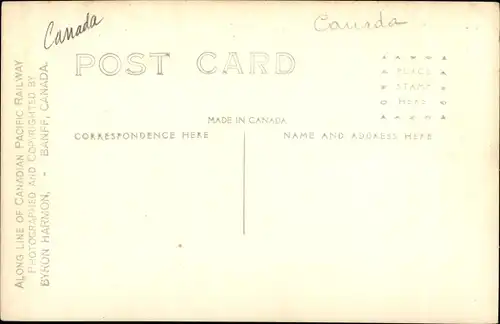 Canada
Canada
POST CARD
PLACE
STAMP
HERE
MADE IN CANADA
CORRESPONDENCE HERE
NAME AND ADDRESS HERE
ALONG LINE OF CANADIAN PACIFIC RAILWAY
PHOTOGRAPHED AND COPYRIGHTED BY
BYRON HARMON, - BANFF, CANADA.